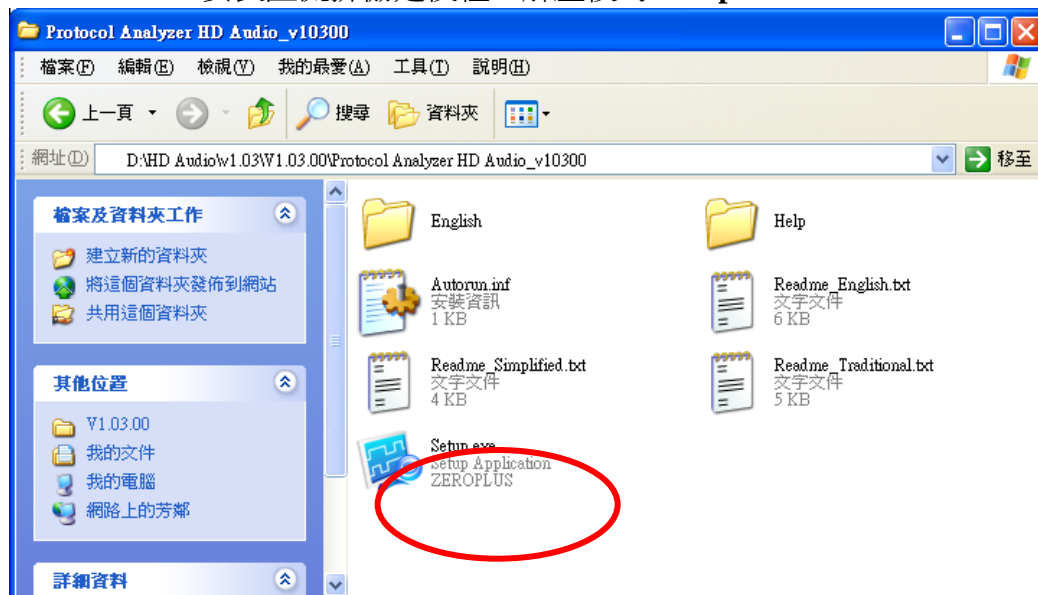 Protocol Analyzer HD Audio_v10300
檔案(F) 編輯(E) 檢視(V) 我的最愛(A) 工具(T) 說明(H)
上一頁 搜尋 資料夾
網址(D) D:\HD Audio\v1.03\V1.03.00\Protocol Analyzer HD Audio_v10300 移至
檔案及資料夾工作
建立新的資料夾
將這個資料夾發佈到網站
共用這個資料夾
其他位置
V1.03.00
我的文件
我的電腦
網路上的芳鄰
詳細資料
English
Help
Autorun.inf
安裝資訊
1 KB
Readme_English.txt
文字文件
6 KB
Readme_Simplified.txt
文字文件
4 KB
Readme_Traditional.txt
文字文件
5 KB
Setup.exe
Setup Application
ZEROPLUS